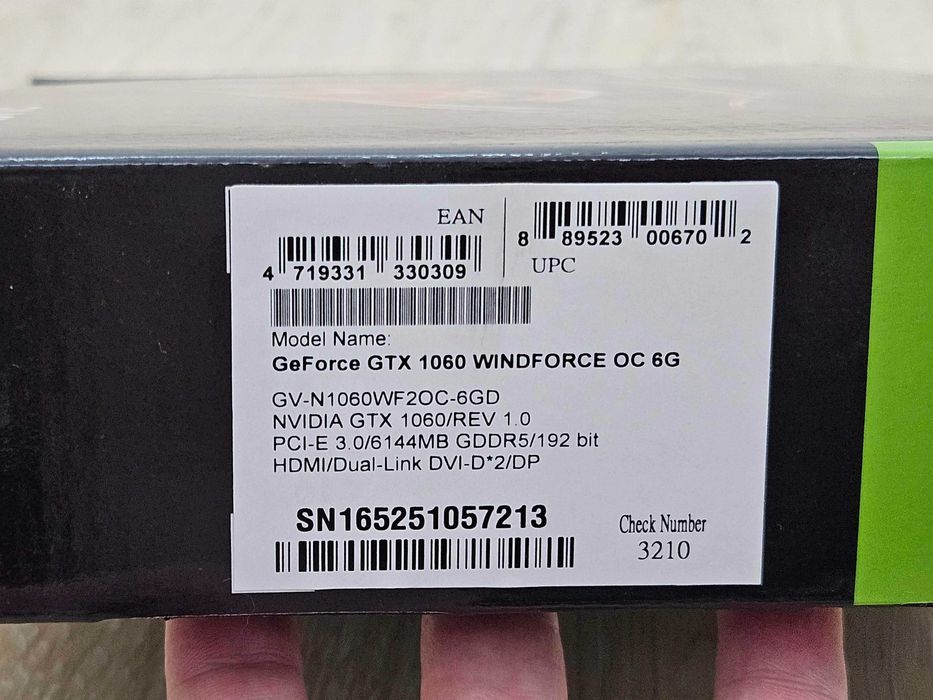 EAN
4 719331 330309
8 89523 00670 2
UPC
Model Name:
GeForce GTX 1060 WINDFORCE OC 6G
GV-N1060WF2OC-6GD
NVIDIA GTX 1060/REV 1.0
PCI-E 3.0/6144MB GDDR5/192 bit
HDMI/Dual-Link DVI-D*2/DP
SN165251057213
Check Number
3210